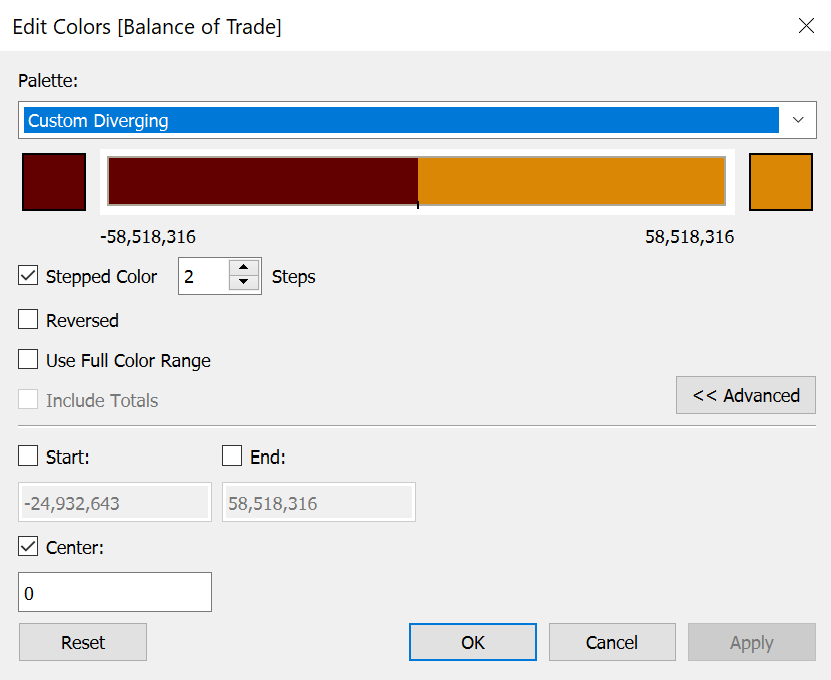 Edit Colors [Balance of Trade]
Palette:
Custom Diverging
-58,518,316 58,518,316
Stepped Color 2 Steps
Reversed
Use Full Color Range
Include Totals
<< Advanced
Start: End:
-24,932,643 58,518,316
Center:
0
Reset OK Cancel Apply